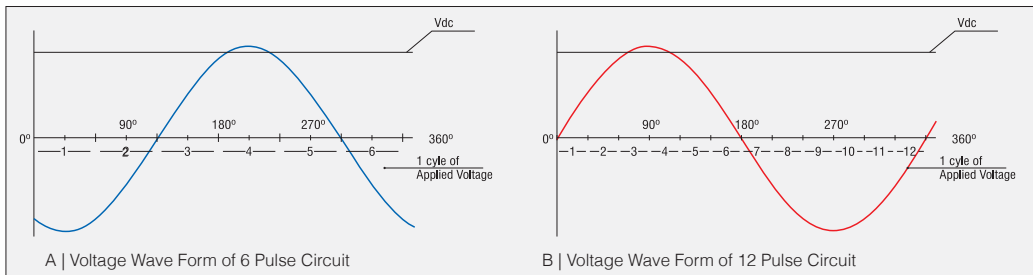 Vdc
0º
90º
180º
270º
360º
1 2 3 4 5 6
1 cyle of
Applied Voltage
A | Voltage Wave Form of 6 Pulse Circuit
Vdc
0º
90º
180º
270º
360º
1 2 3 4 5 6 7 8 9 10 11 12
1 cyle of
Applied Voltage
B | Voltage Wave Form of 12 Pulse Circuit